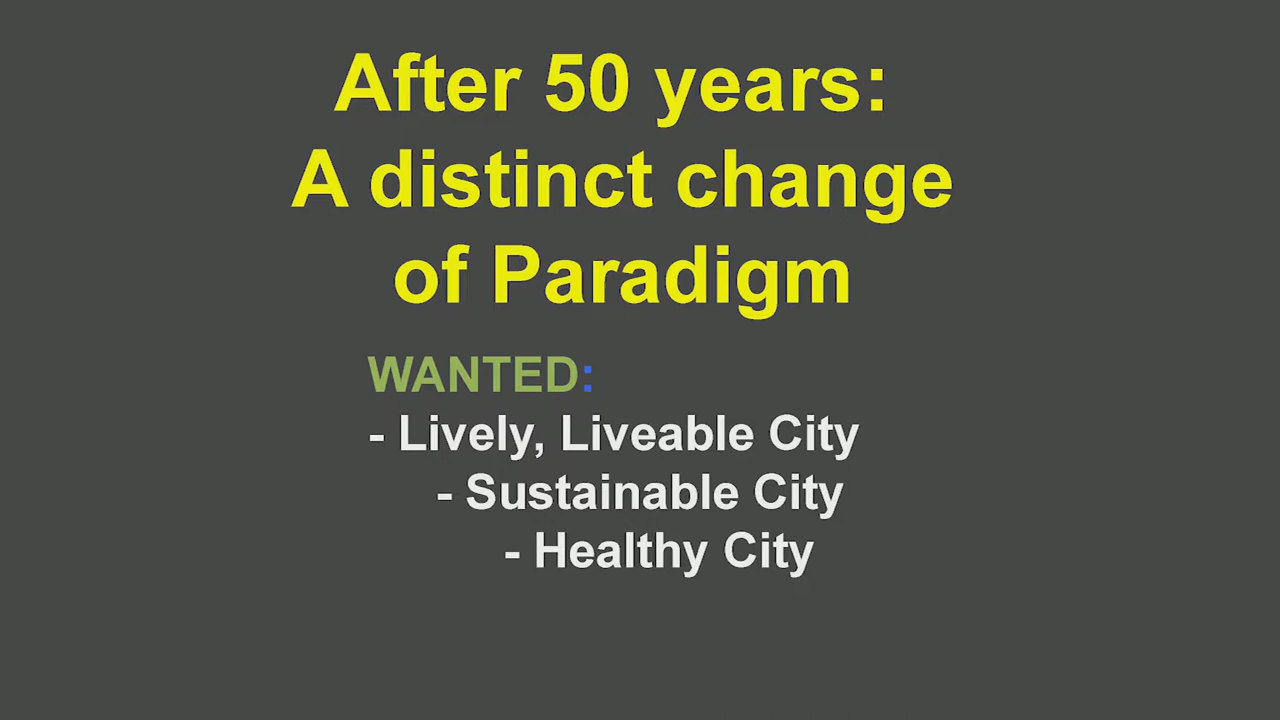 After 50 years:
A distinct change
of Paradigm
WANTED:
- Lively, Liveable City
- Sustainable City
- Healthy City